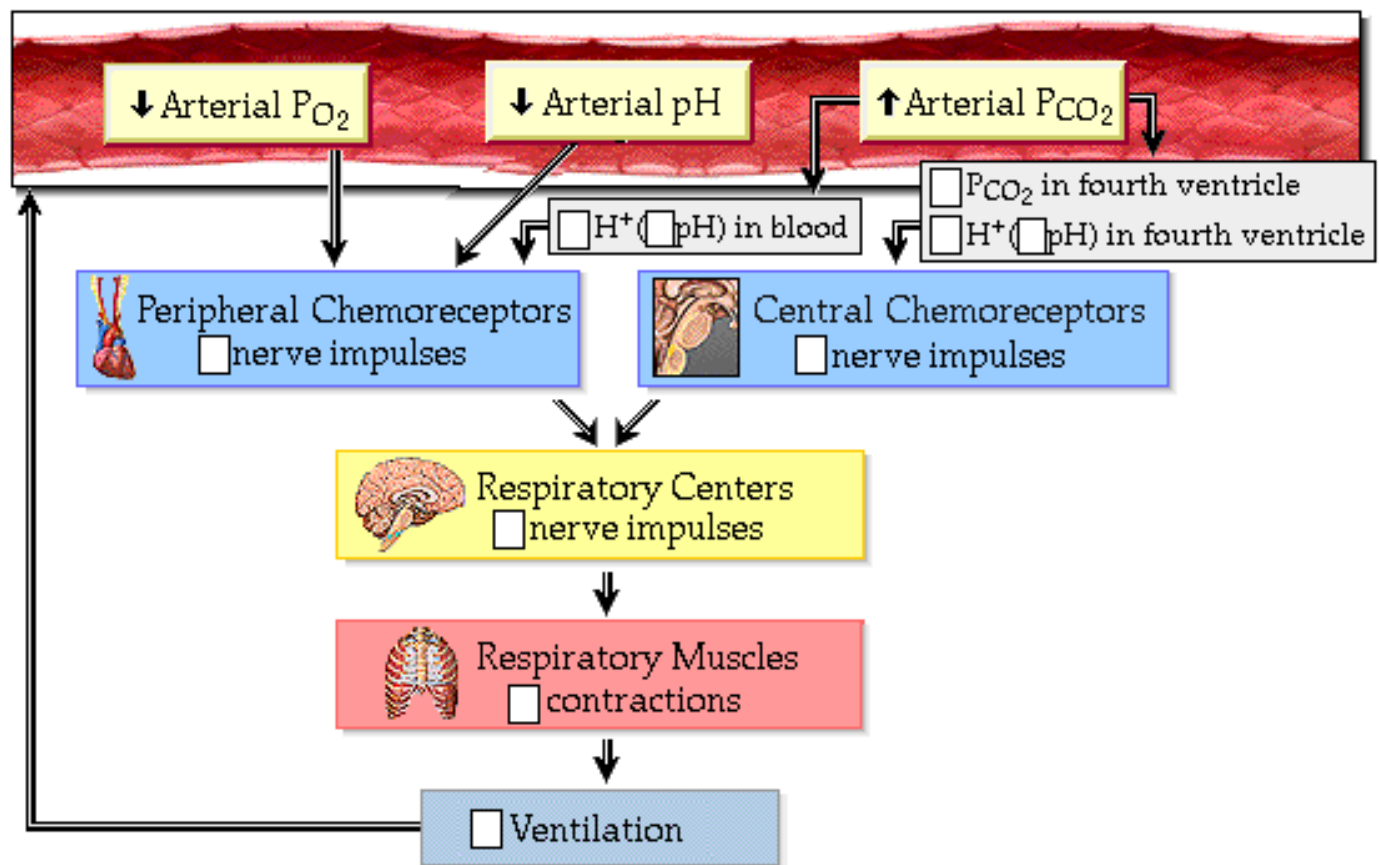 ↓ Arterial PO₂
↓ Arterial pH
↑ Arterial PCO₂
□ PCO₂ in fourth ventricle
□ H⁺ (□pH) in fourth ventricle
□ H⁺ (□pH) in blood
Peripheral Chemoreceptors
□ nerve impulses
Central Chemoreceptors
□ nerve impulses
Respiratory Centers
□ nerve impulses
Respiratory Muscles
□ contractions
□ Ventilation